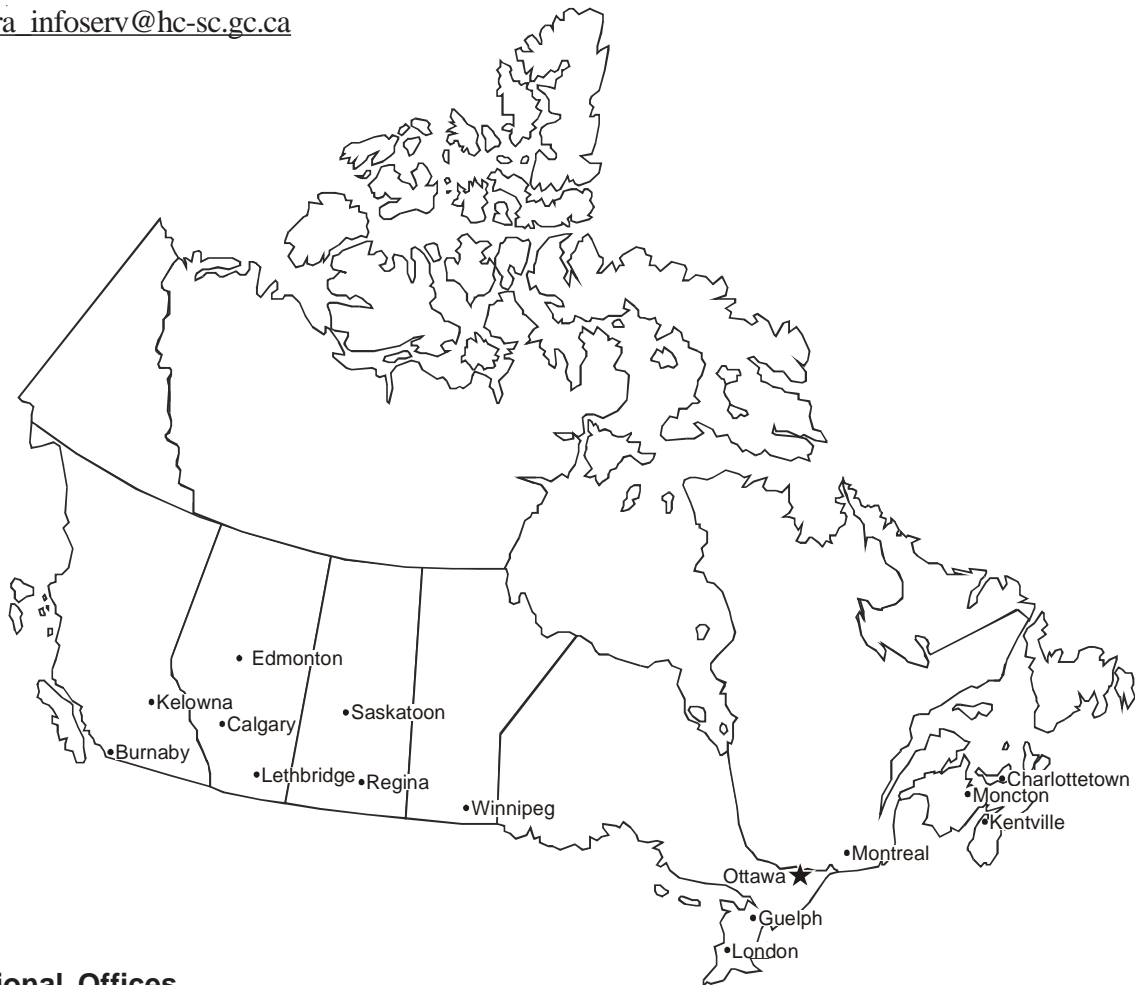 ra_infoserv@hc-sc.gc.ca
Edmonton
Kelowna
Saskatoon
Calgary
Burnaby
Lethbridge
Regina
Charlottetown
Moncton
Winnipeg
Kentville
Montreal
Ottawa
Guelph
London
ional Offices